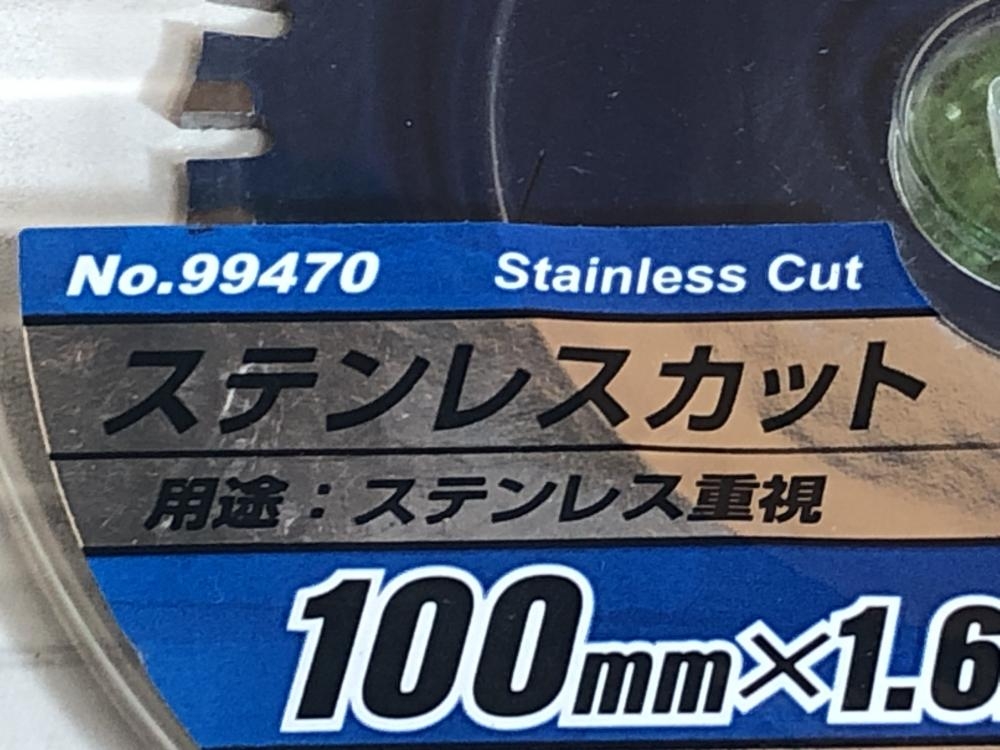 No.99470 Stainless Cut
ステンレスカット
用途：ステンレス重視
100mm×1.6